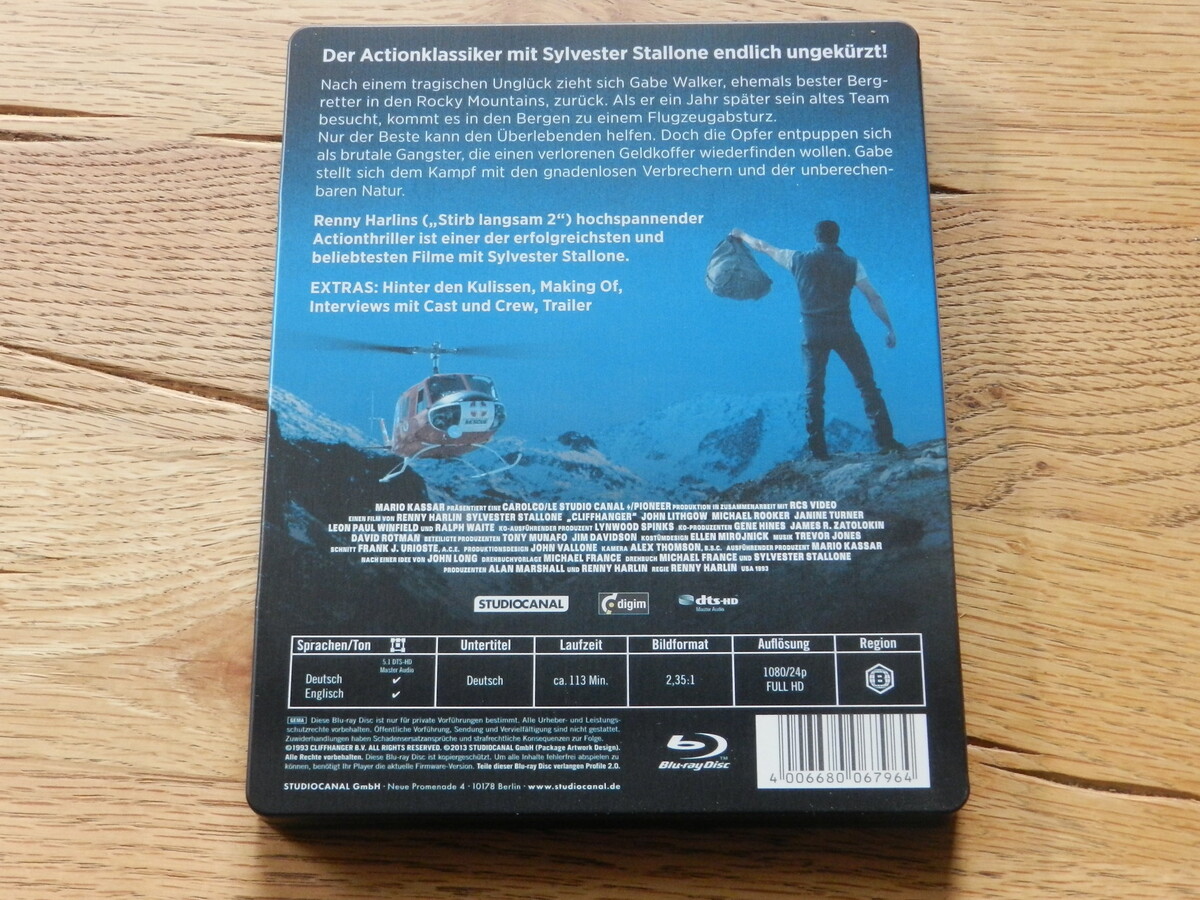 Der Actionklassiker mit Sylvester Stallone endlich ungekürzt!
Nach einem tragischen Unglück zieht sich Gabe Walker, ehemals bester Berg-
retter in den Rocky Mountains, zurück. Als er ein Jahr später sein altes Team
besucht, kommt es in den Bergen zu einem Flugzeugabsturz.
Nur der Beste kann den Überlebenden helfen. Doch die Opfer entpuppen sich
als brutale Gangster, die einen verlorenen Geldkoffer wiederfinden wollen. Gabe
stellt sich dem Kampf mit den gnadenlosen Verbrechern und der unberechen-
baren Natur.
Renny Harlins („Stirb langsam 2“) hochspannender
Actionthriller ist einer der erfolgreichsten und
beliebtesten Filme mit Sylvester Stallone.
EXTRAS: Hinter den Kulissen, Making Of,
Interviews mit Cast und Crew, Trailer
MARIO KASSAR PRÄSENTIERT EINE CAROLCO/LE STUDIO CANAL +/PIONEER PRODUKTION IN ZUSAMMENARBEIT MIT RCS VIDEO
EINEN FILM VON RENNY HARLIN SYLVESTER STALLONE „CLIFFHANGER“ JOHN LITHGOW MICHAEL ROOKER JANINE TURNER
LEON PAUL WINFIELD UND RALPH WAITE KO-AUSFÜHRENDER PRODUZENT LYNWOOD SPINKS KO-PRODUZENTEN GENE HINES JAMES R. ZATOLOKIN
DAVID ROTMAN BETEILIGTE PRODUZENTEN TONY MUNAFO JIM DAVIDSON KOSTÜMDESIGN ELLEN MIROJNICK MUSIK TREVOR JONES
SCHNITT FRANK J. URIOSTE, A.C.E. PRODUKTIONSDESIGN JOHN VALLONE KAMERA ALEX THOMSON, B.S.C. AUSFÜHRENDER PRODUZENT MARIO KASSAR
NACH EINER IDEE VON JOHN LONG DREHBUCHVORLAGE MICHAEL FRANCE DREHBUCH MICHAEL FRANCE UND SYLVESTER STALLONE
PRODUZENTEN ALAN MARSHALL UND RENNY HARLIN REGIE RENNY HARLIN USA 1993
STUDIOCANAL digim dts-HD Master Audio
Sprachen/Ton Untertitel Laufzeit Bildformat Auflösung Region
5.1 DTS-HD
Master Audio
Deutsch ✓ Deutsch ca. 113 Min. 2,35:1 1080/24p B
Englisch ✓ FULL HD
GEMA Diese Blu-ray Disc ist nur für private Vorführungen bestimmt. Alle Urheber- und Leistungs-
schutzrechte vorbehalten. Öffentliche Vorführung, Sendung und Vervielfältigung sind nicht gestattet.
Zuwiderhandlungen haben Schadensersatzansprüche und strafrechtliche Konsequenzen zur Folge.
©1993 CLIFFHANGER B.V. ALL RIGHTS RESERVED. ©2013 STUDIOCANAL GmbH (Package Artwork Design).
Alle Rechte vorbehalten. Diese Blu-ray Disc ist kopiergeschützt. Um alle Inhalte fehlerfrei abspielen zu
können, benötigt Ihr Player die aktuelle Firmware-Version. Teile dieser Blu-ray Disc verlangen Profile 2.0.
STUDIOCANAL GmbH · Neue Promenade 4 · 10178 Berlin · www.studiocanal.de
Blu-ray Disc ™
4 006680 067964